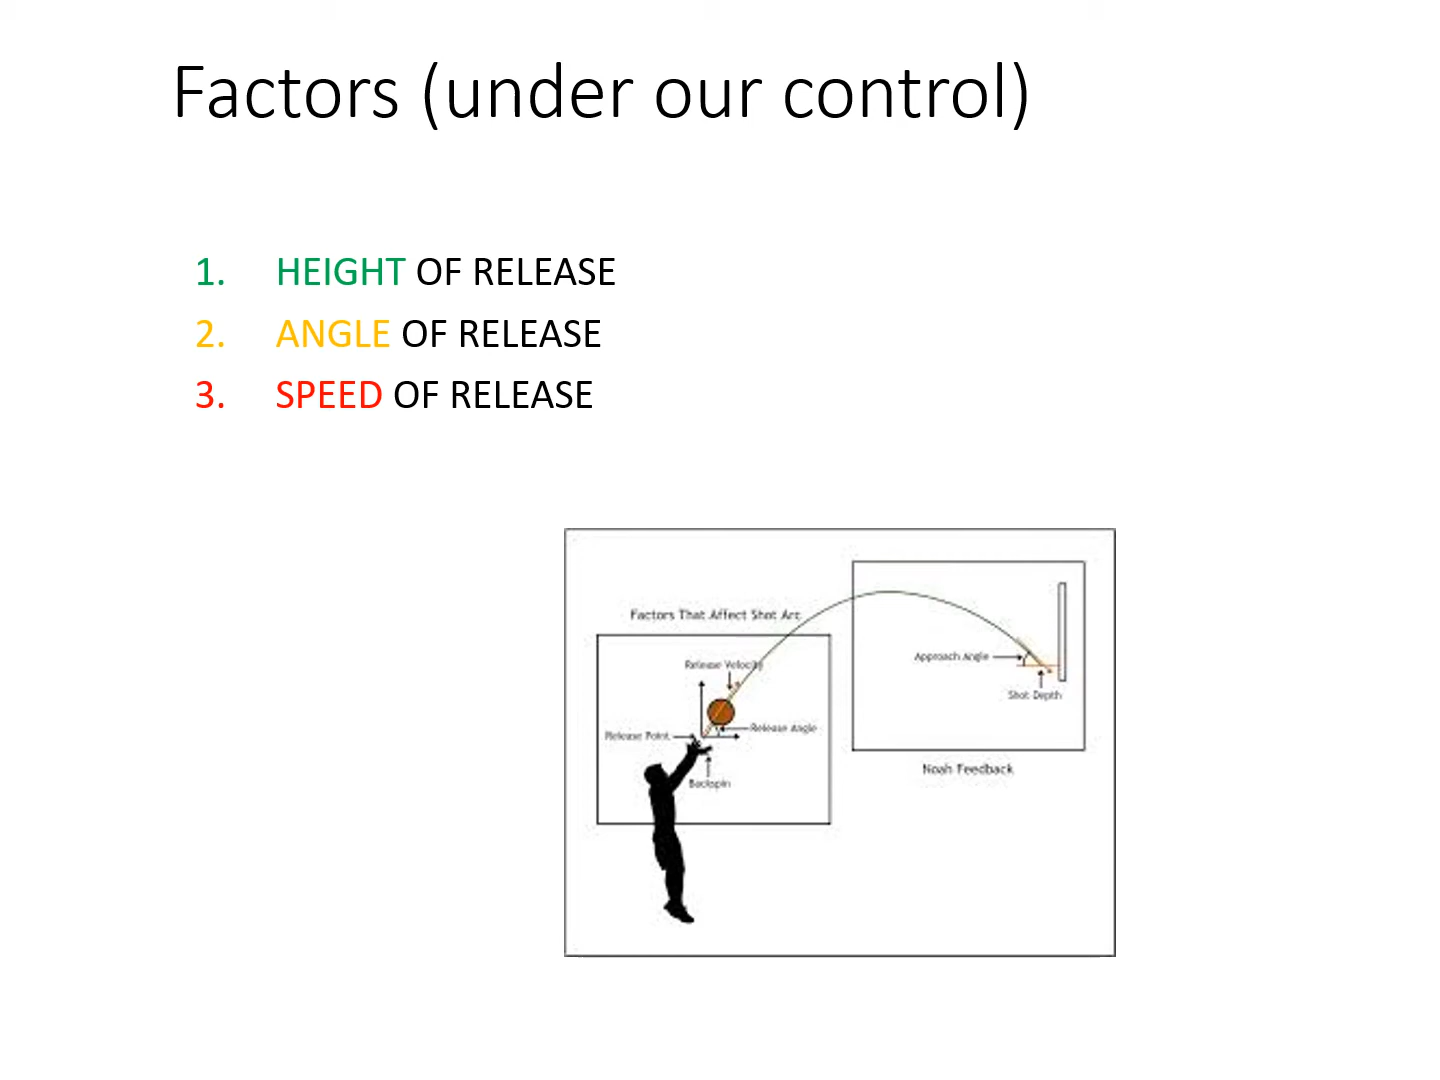 Factors (under our control)
1. HEIGHT OF RELEASE
2. ANGLE OF RELEASE
3. SPEED OF RELEASE
Factors That Affect Shot Arc
Release Velocity
Release Point
Release Angle
Backspin
Approach Angle
Shot Depth
Noah Feedback